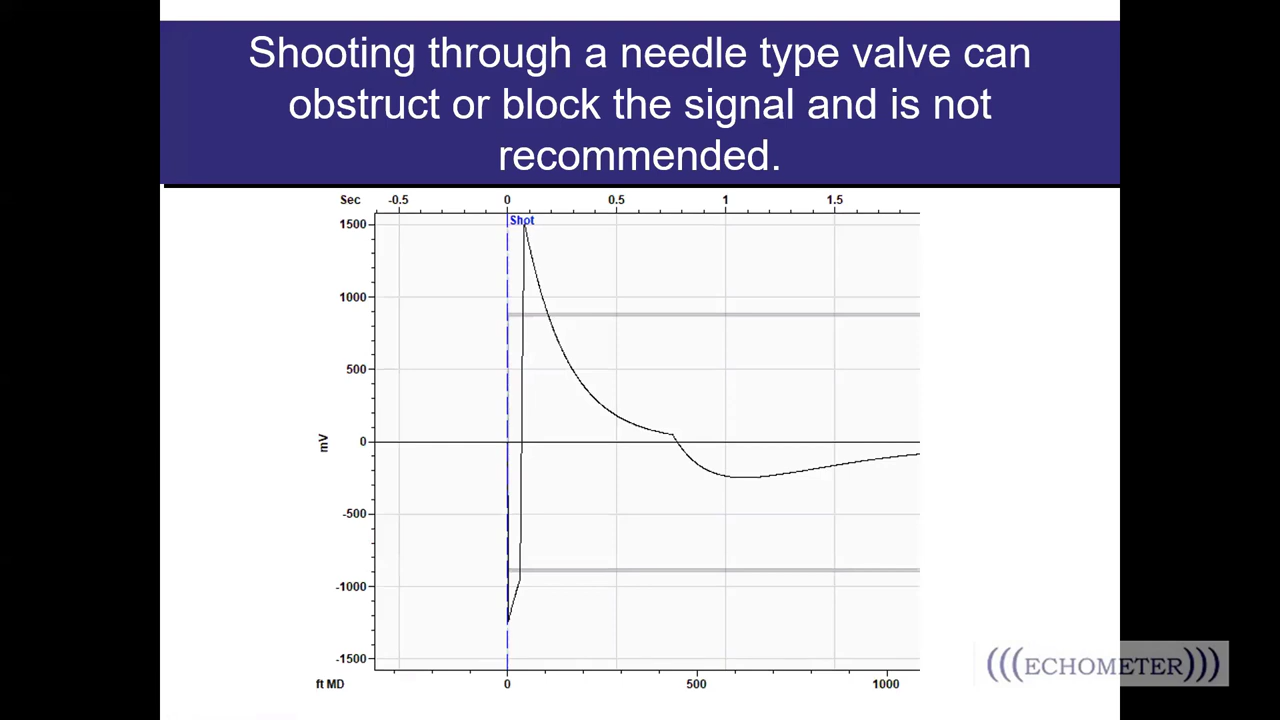 Shooting through a needle type valve can
obstruct or block the signal and is not
recommended.
Sec -0.5 0 0.5 1 1.5
Shot
1500
1000
500
0
mV
-500
-1000
-1500
ft MD 0 500 1000
(((ECHOMETER)))